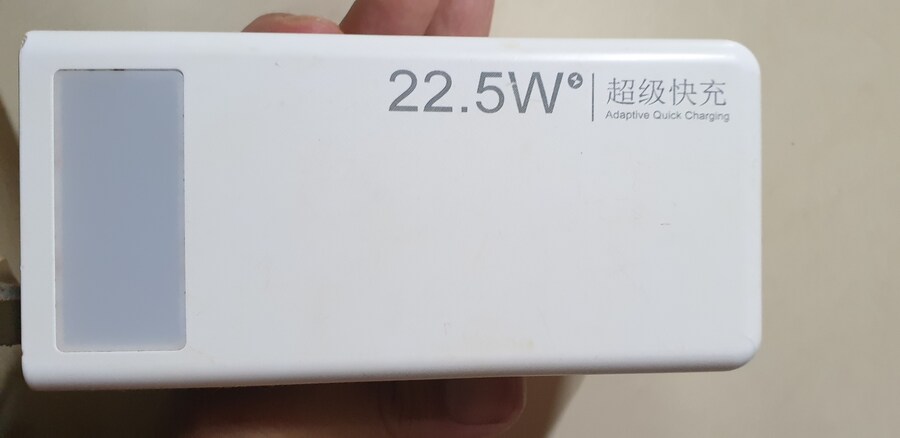 22.5W
超级快充
Adaptive Quick Charging